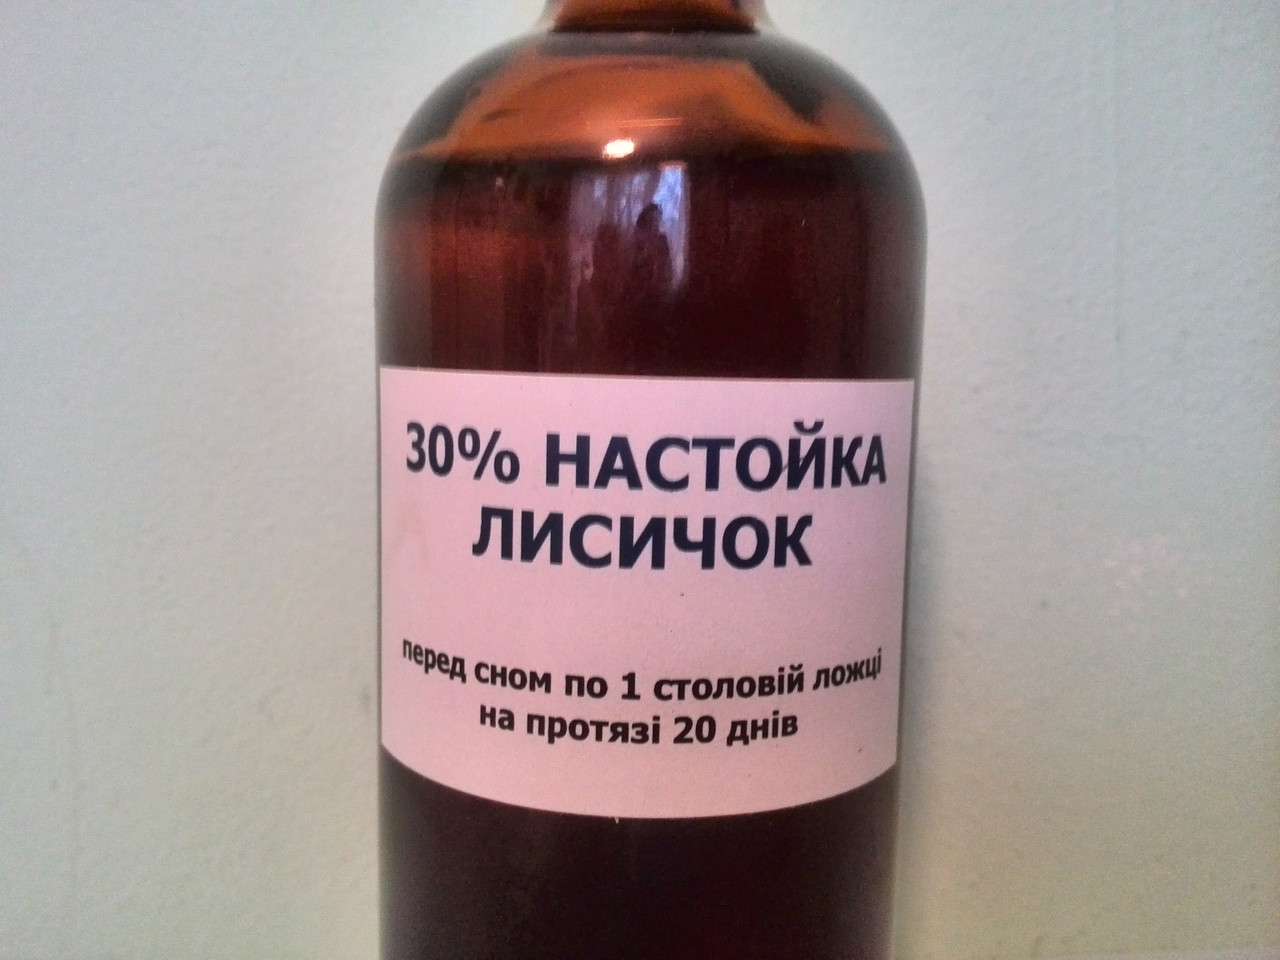 30% НАСТОЙКА
ЛИСИЧОК
перед сном по 1 столовій ложці
на протязі 20 днів